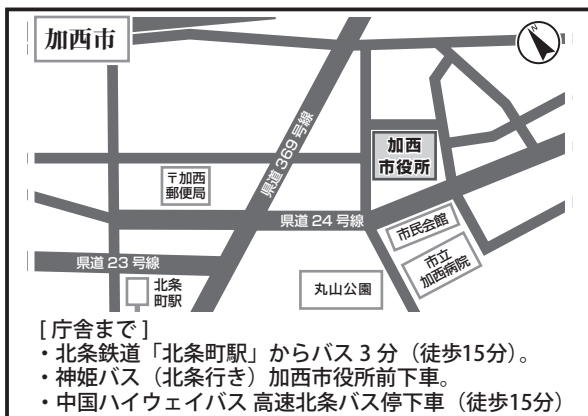 加西市
N
県道369号線
加西
市役所
〒加西
郵便局
県道24号線
市民会館
市立
加西病院
県道23号線
北条
町駅
丸山公園
[庁舎まで]
・北条鉄道「北条町駅」からバス3分（徒歩15分）。
・神姫バス（北条行き）加西市役所前下車。
・中国ハイウェイバス 高速北条バス停下車（徒歩15分）